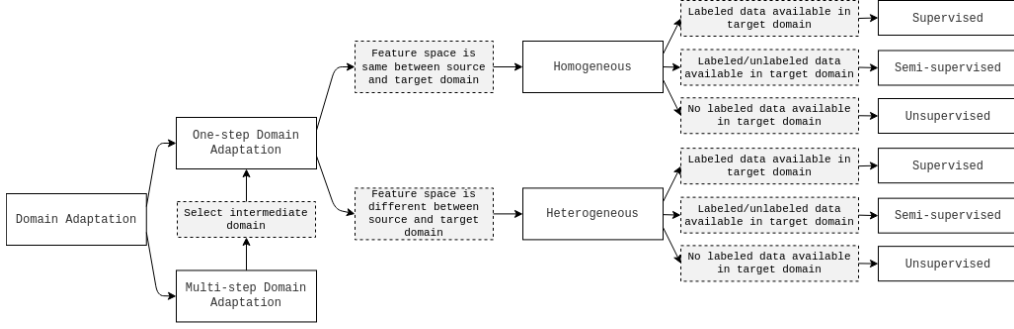 Domain Adaptation
One-step Domain
Adaptation
Select intermediate
domain
Multi-step Domain
Adaptation
Feature space is
same between source
and target domain
Homogeneous
Labeled data available in
target domain
Supervised
Labeled/unlabeled data
available in target domain
Semi-supervised
No labeled data available
in target domain
Unsupervised
Feature space is
different between
source and target
domain
Heterogeneous
Labeled data available in
target domain
Supervised
Labeled/unlabeled data
available in target domain
Semi-supervised
No labeled data available
in target domain
Unsupervised